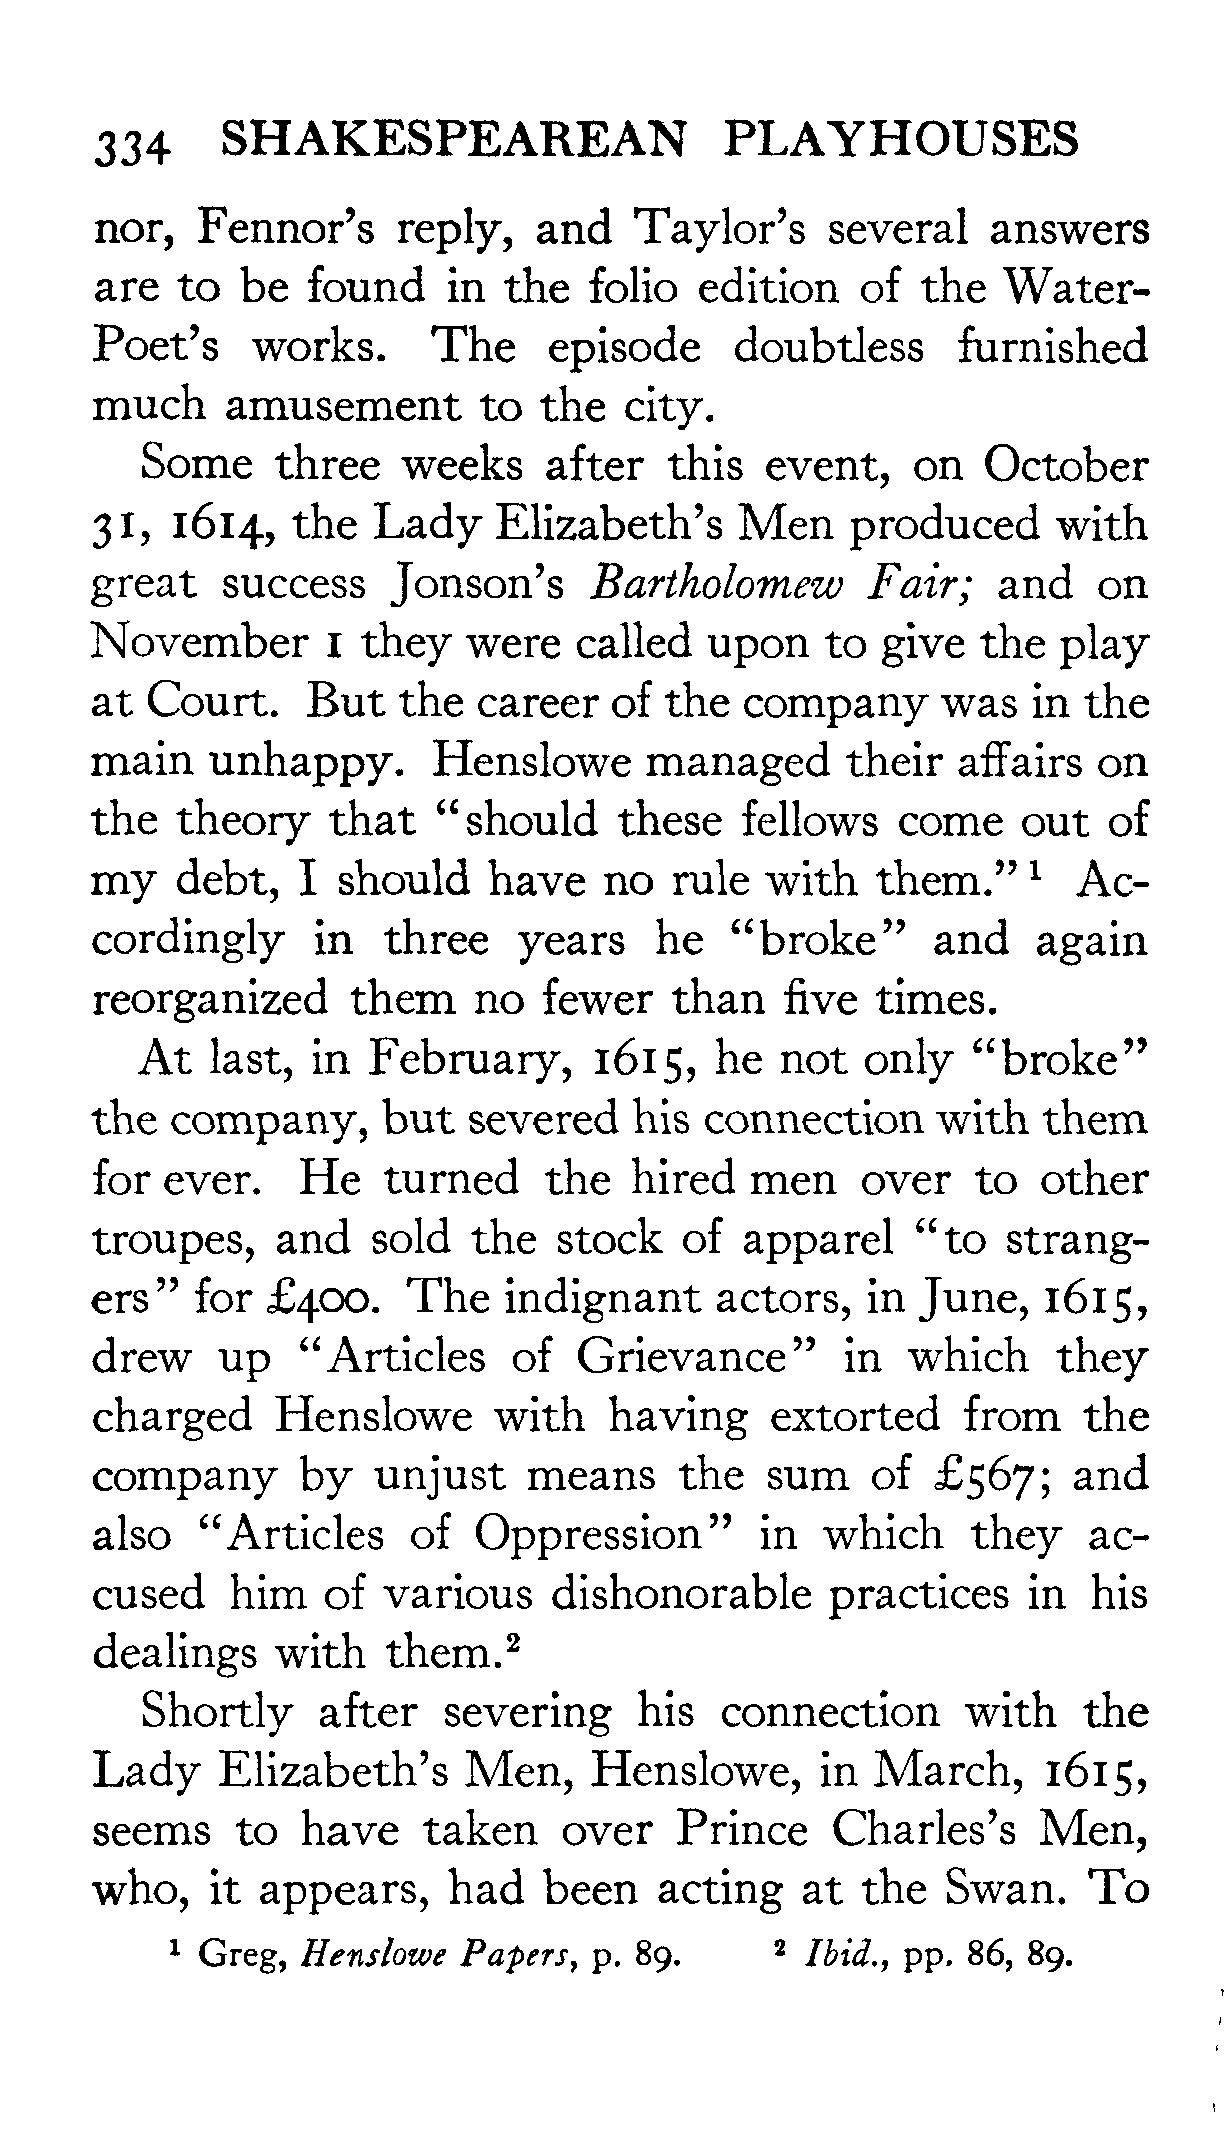 334 SHAKESPEAREAN PLAYHOUSES
nor, Fennor's reply, and Taylor's several answers
are to be found in the folio edition of the Water-
Poet's works. The episode doubtless furnished
much amusement to the city.
Some three weeks after this event, on October
31, 1614, the Lady Elizabeth's Men produced with
great success Jonson's Bartholomew Fair; and on
November 1 they were called upon to give the play
at Court. But the career of the company was in the
main unhappy. Henslowe managed their affairs on
the theory that "should these fellows come out of
my debt, I should have no rule with them." ¹ Ac-
cordingly in three years he "broke" and again
reorganized them no fewer than five times.
At last, in February, 1615, he not only "broke"
the company, but severed his connection with them
for ever. He turned the hired men over to other
troupes, and sold the stock of apparel "to strang-
ers" for £400. The indignant actors, in June, 1615,
drew up "Articles of Grievance" in which they
charged Henslowe with having extorted from the
company by unjust means the sum of £567; and
also "Articles of Oppression" in which they ac-
cused him of various dishonorable practices in his
dealings with them.²
Shortly after severing his connection with the
Lady Elizabeth's Men, Henslowe, in March, 1615,
seems to have taken over Prince Charles's Men,
who, it appears, had been acting at the Swan. To
¹ Greg, Henslowe Papers, p. 89. ² Ibid., pp. 86, 89.